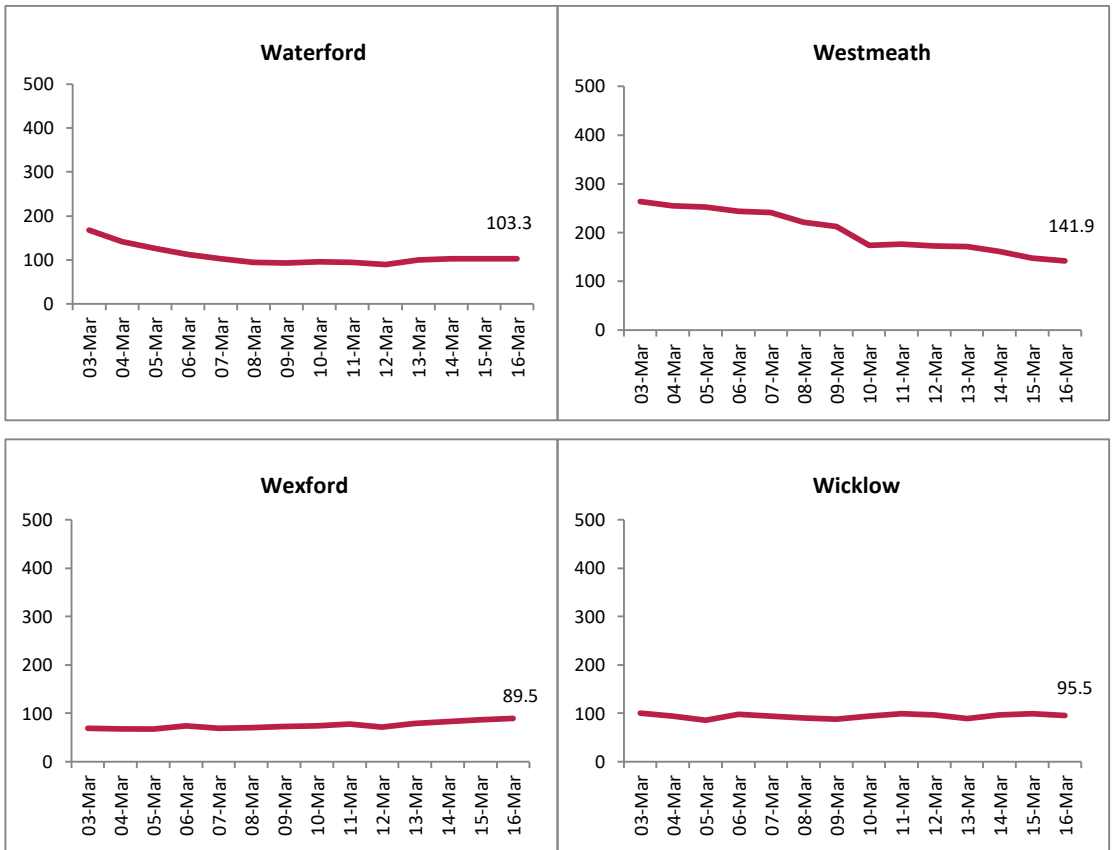 Waterford
500
400
300
200
100
0
103.3
03-Mar
04-Mar
05-Mar
06-Mar
07-Mar
08-Mar
09-Mar
10-Mar
11-Mar
12-Mar
13-Mar
14-Mar
15-Mar
16-Mar
Westmeath
500
400
300
200
100
0
141.9
03-Mar
04-Mar
05-Mar
06-Mar
07-Mar
08-Mar
09-Mar
10-Mar
11-Mar
12-Mar
13-Mar
14-Mar
15-Mar
16-Mar
Wexford
500
400
300
200
100
0
89.5
03-Mar
04-Mar
05-Mar
06-Mar
07-Mar
08-Mar
09-Mar
10-Mar
11-Mar
12-Mar
13-Mar
14-Mar
15-Mar
16-Mar
Wicklow
500
400
300
200
100
0
95.5
03-Mar
04-Mar
05-Mar
06-Mar
07-Mar
08-Mar
09-Mar
10-Mar
11-Mar
12-Mar
13-Mar
14-Mar
15-Mar
16-Mar